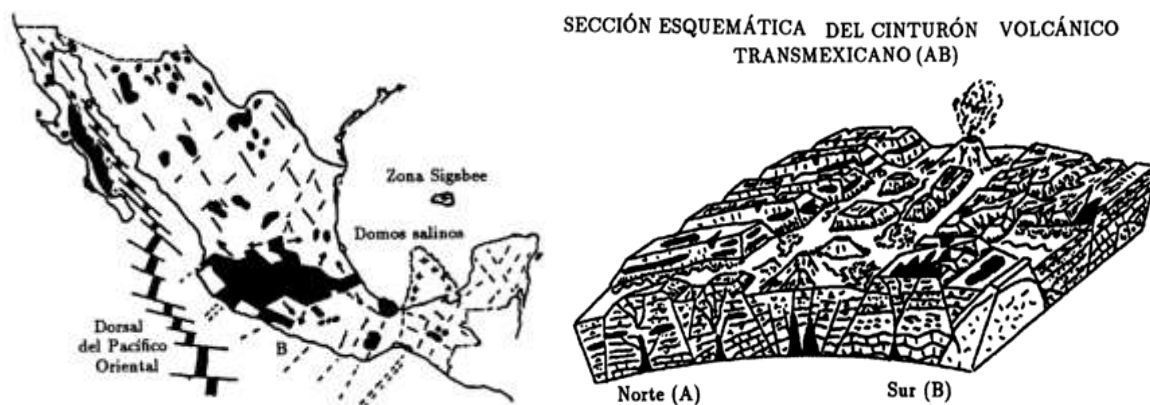 SECCIÓN ESQUEMÁTICA DEL CINTURÓN VOLCÁNICO
TRANSMEXICANO (AB)
Zona Sigsbee
Domos salinos
A
Dorsal
del Pacífico
Oriental
B
Norte (A)
Sur (B)